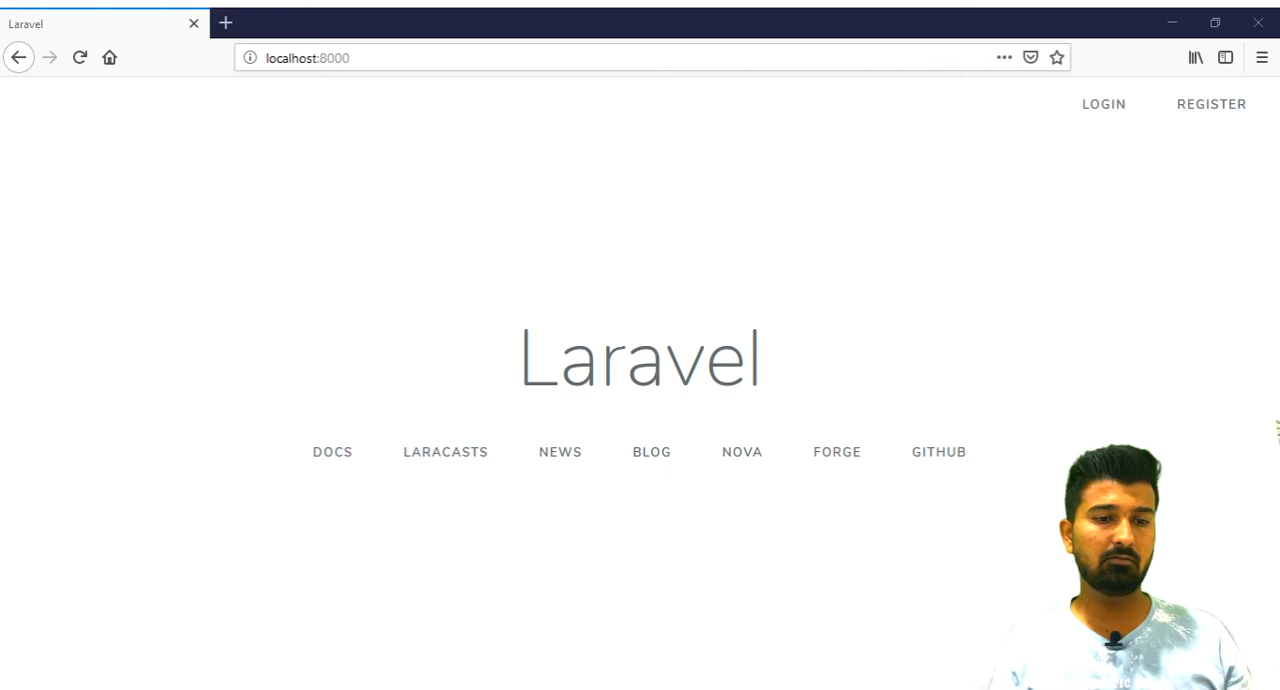 Laravel
localhost:8000
LOGIN REGISTER
Laravel
DOCS LARACASTS NEWS BLOG NOVA FORGE GITHUB